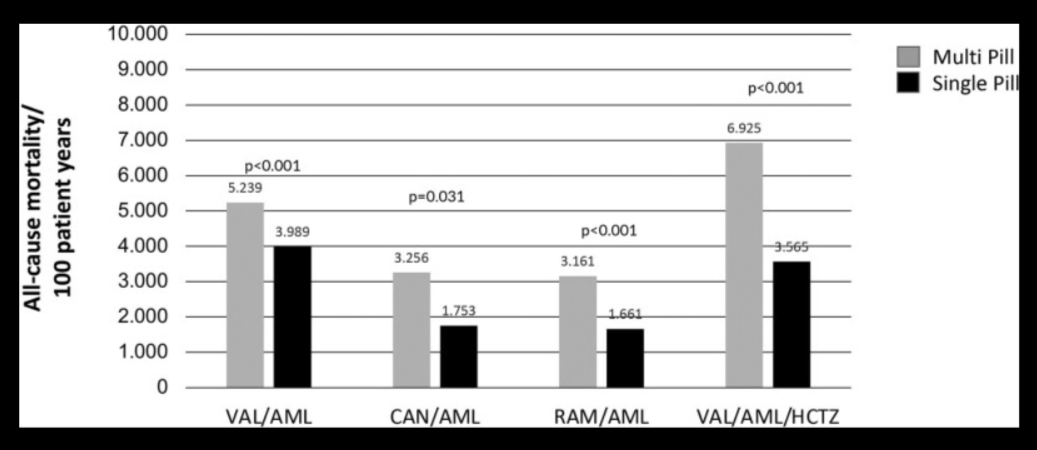 All-cause mortality/
100 patient years
10.000
9.000
8.000
7.000
6.000
5.000
4.000
3.000
2.000
1.000
0
p<0.001
5.239
3.989
p=0.031
3.256
1.753
p<0.001
3.161
1.661
p<0.001
6.925
3.565
VAL/AML
CAN/AML
RAM/AML
VAL/AML/HCTZ
Multi Pill
Single Pill